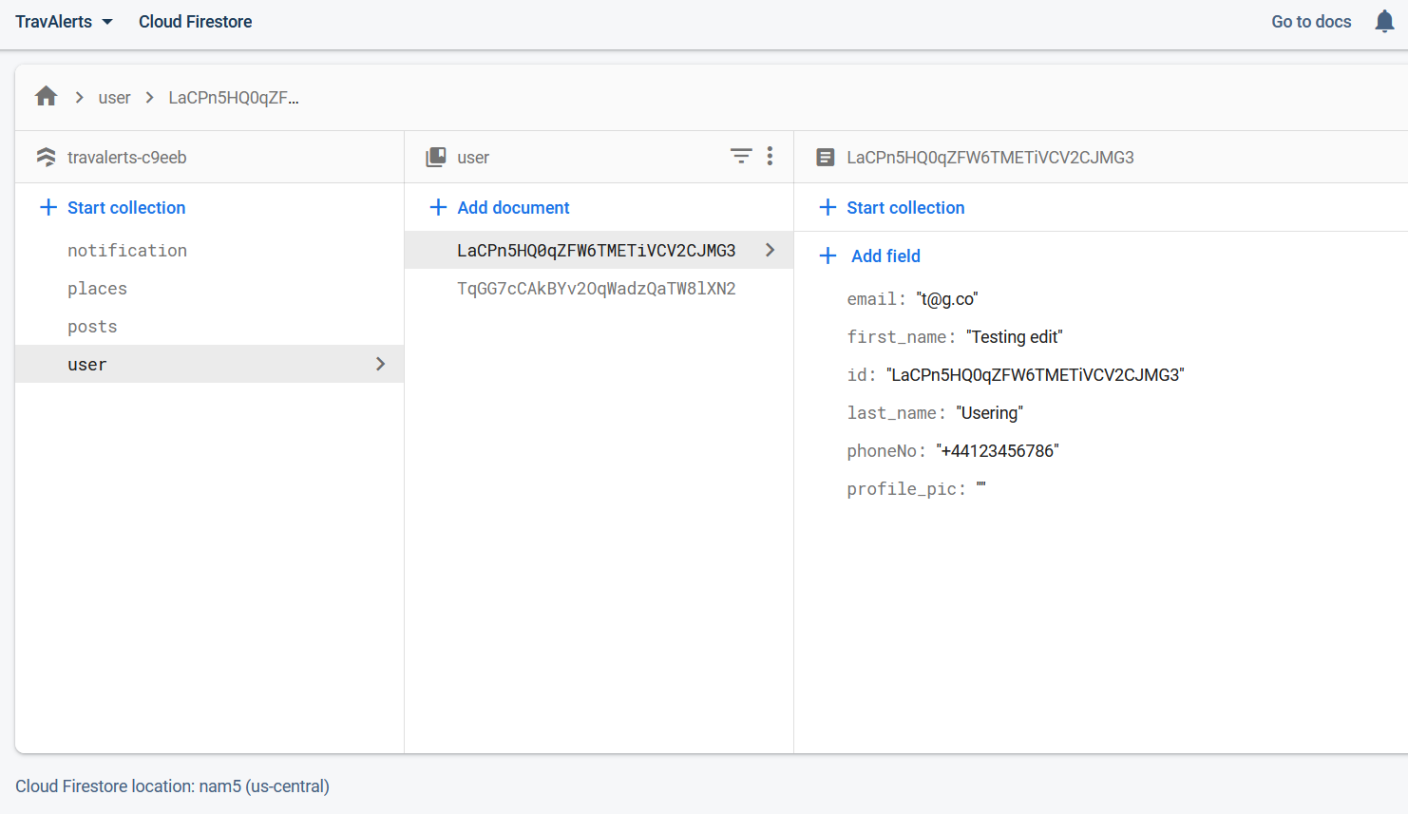 TravAlerts Cloud Firestore Go to docs
user LaCPn5HQ0qZF...
travalerts-c9eeb
Start collection
notification
places
posts
user
user
Add document
LaCPn5HQ0qZFW6TMETiVCV2CJMG3
TqGG7cCAkBYv2OqWadzQaTW8lXN2
LaCPn5HQ0qZFW6TMETiVCV2CJMG3
Start collection
Add field
email: "t@g.co"
first_name: "Testing edit"
id: "LaCPn5HQ0qZFW6TMETiVCV2CJMG3"
last_name: "Usering"
phoneNo: "+44123456786"
profile_pic: ""
Cloud Firestore location: nam5 (us-central)